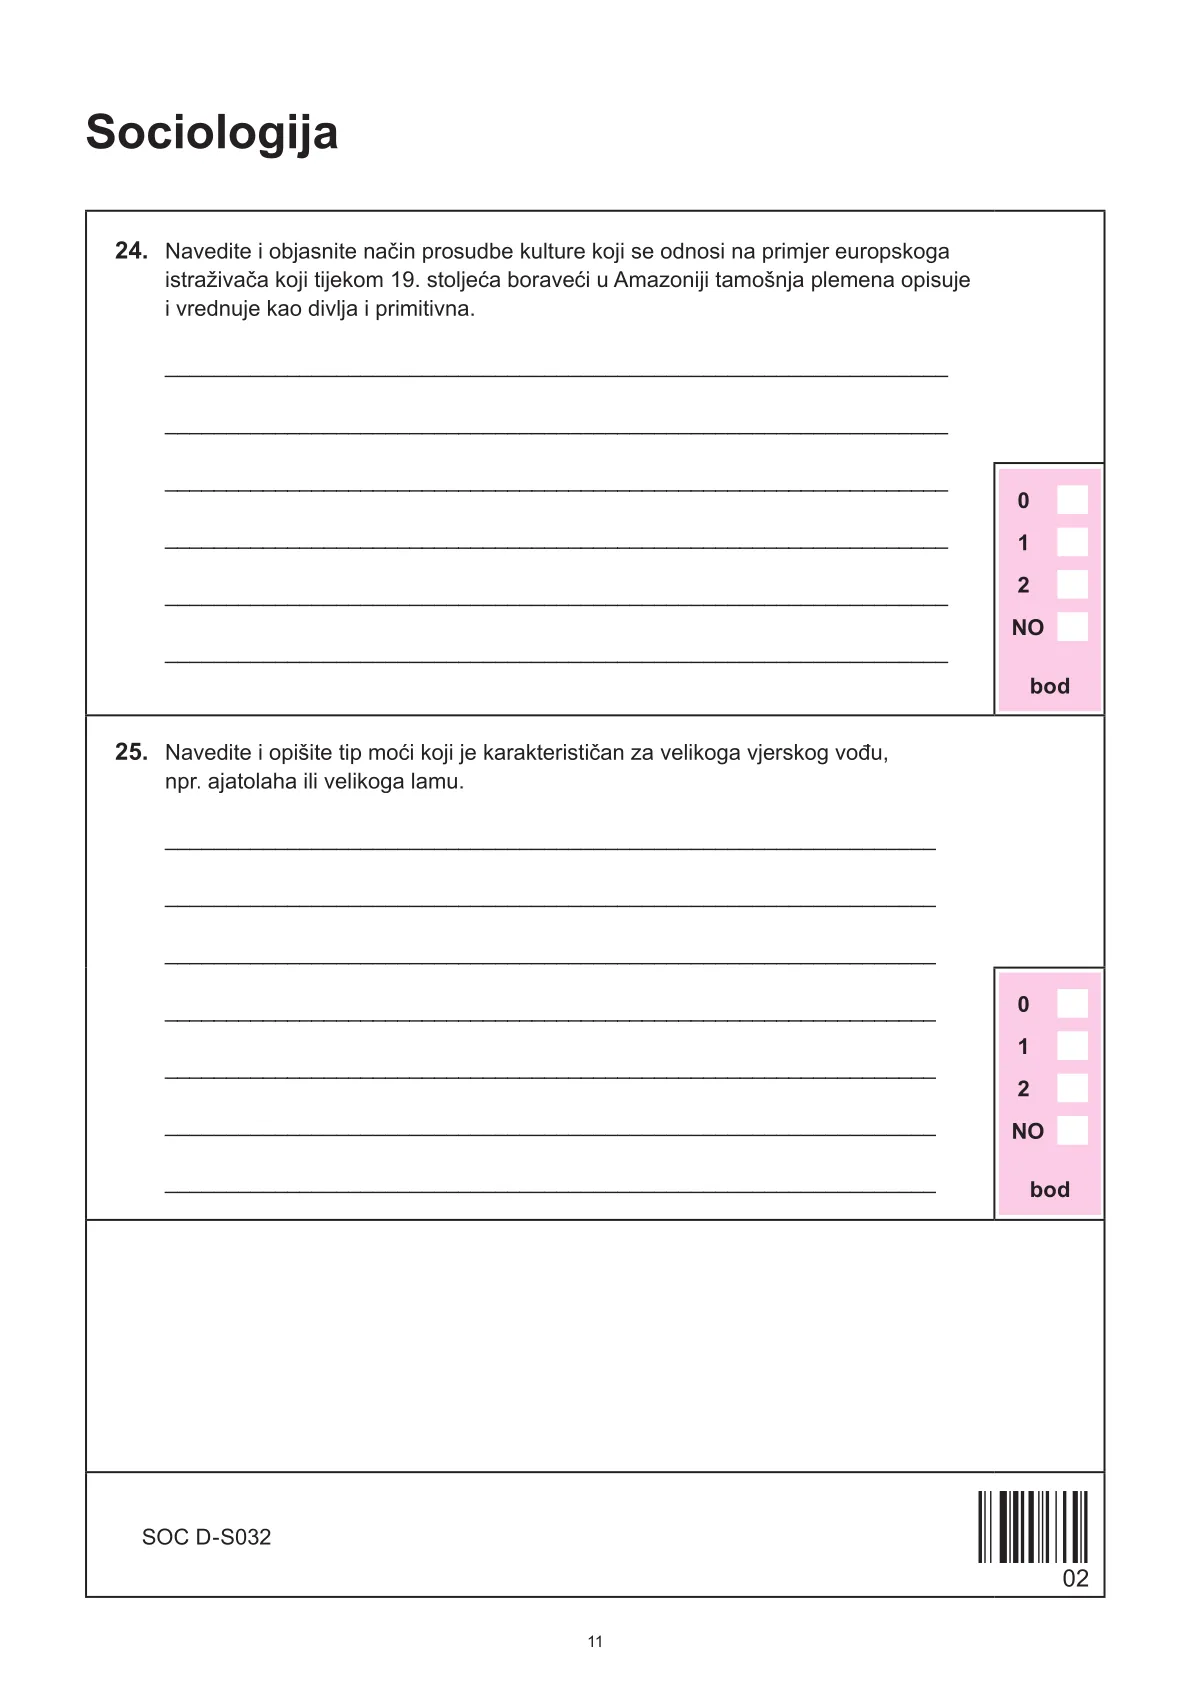 Sociologija
24. Navedite i objasnite način prosudbe kulture koji se odnosi na primjer europskoga
istraživača koji tijekom 19. stoljeća boraveći u Amazoniji tamošnja plemena opisuje
i vrednuje kao divlja i primitivna.
0
1
2
NO
bod
25. Navedite i opišite tip moći koji je karakterističan za velikoga vjerskog vođu,
npr. ajatolaha ili velikoga lamu.
0
1
2
NO
bod
SOC D-S032
02
11